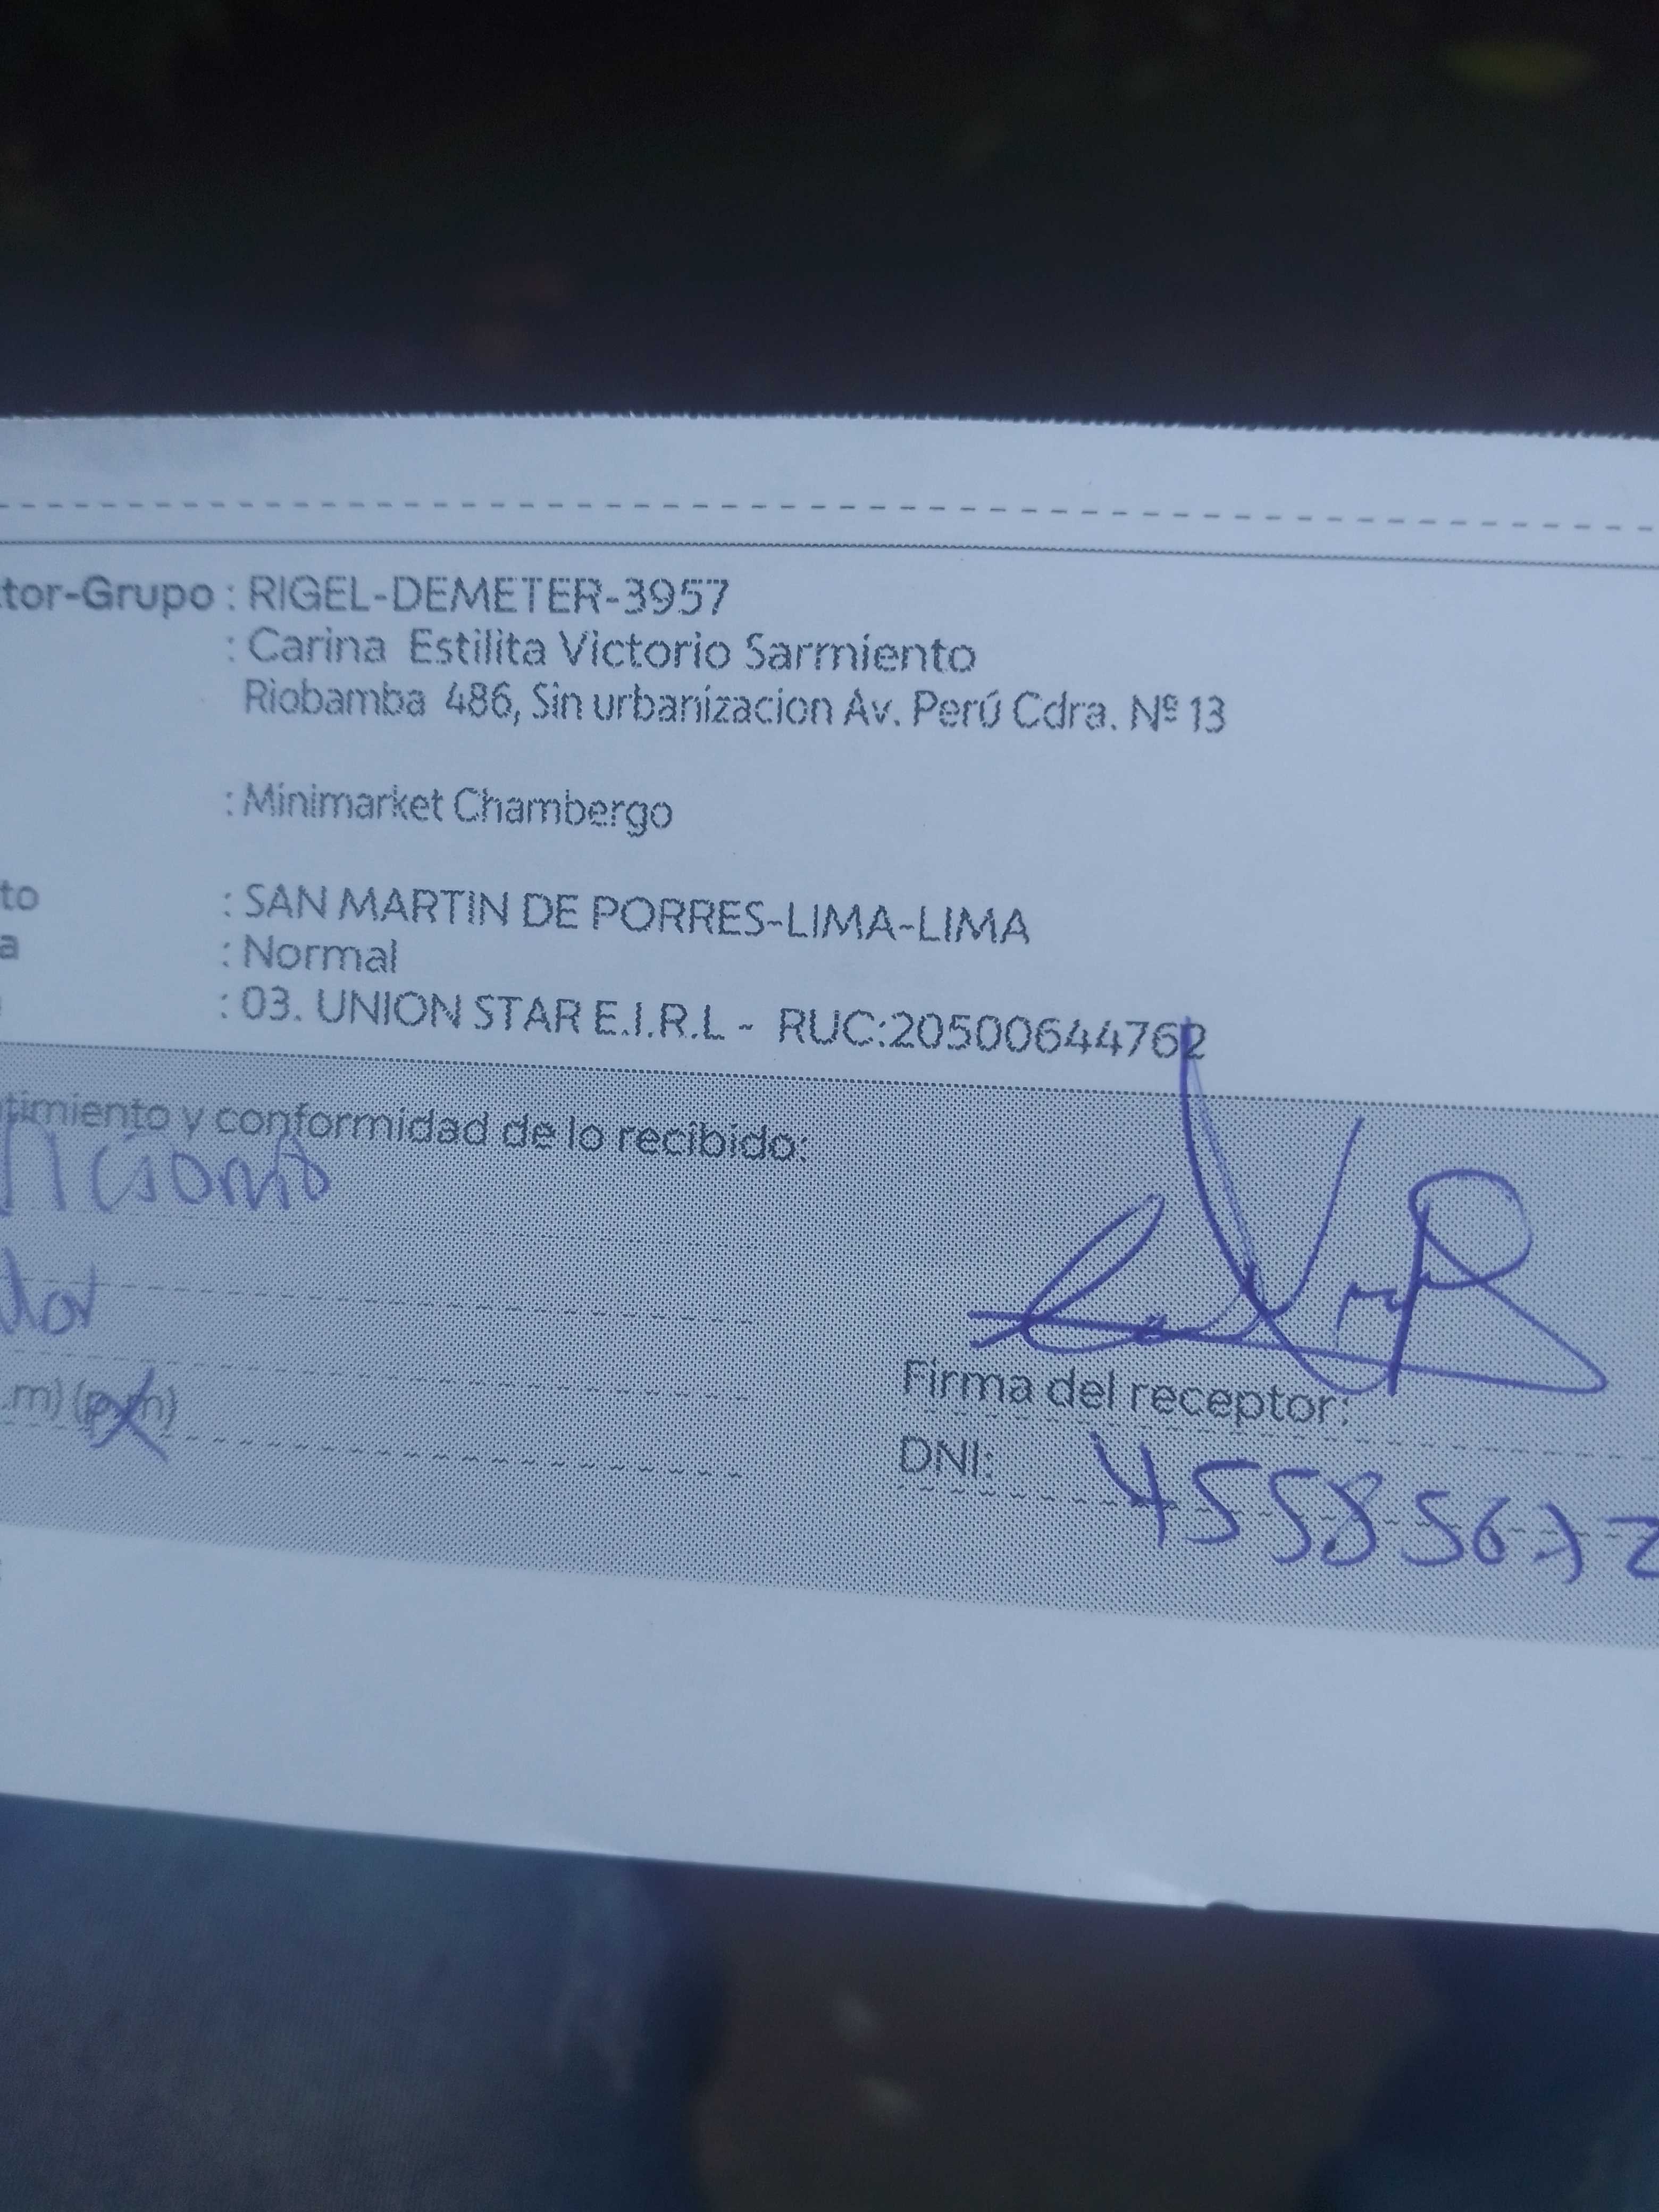 tor-Grupo : RIGEL-DEMETER-3957
: Carina Estilita Victorio Sarmiento
Riobamba 486, Sin urbanizacion Av. Perú Cdra. Nº 13
: Minimarket Chambergo
to : SAN MARTIN DE PORRES-LIMA-LIMA
a : Normal
: 03. UNION STAR E.I.R.L - RUC:20500644762
timiento y conformidad de lo recibido:
.m) (p.m)
Firma del receptor:
DNI: 45585672